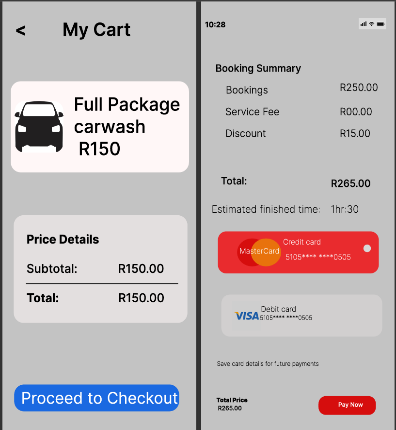 < My Cart
Full Package
carwash
R150
Price Details
Subtotal: R150.00
Total: R150.00
Proceed to Checkout
10:28
Booking Summary
Bookings R250.00
Service Fee R00.00
Discount R15.00
Total: R265.00
Estimated finished time: 1hr:30
Credit card
MasterCard
5105**** ****0505
Debit card
VISA
5105**** ****0505
Save card details for future payments
Total Price
R265.00
Pay Now